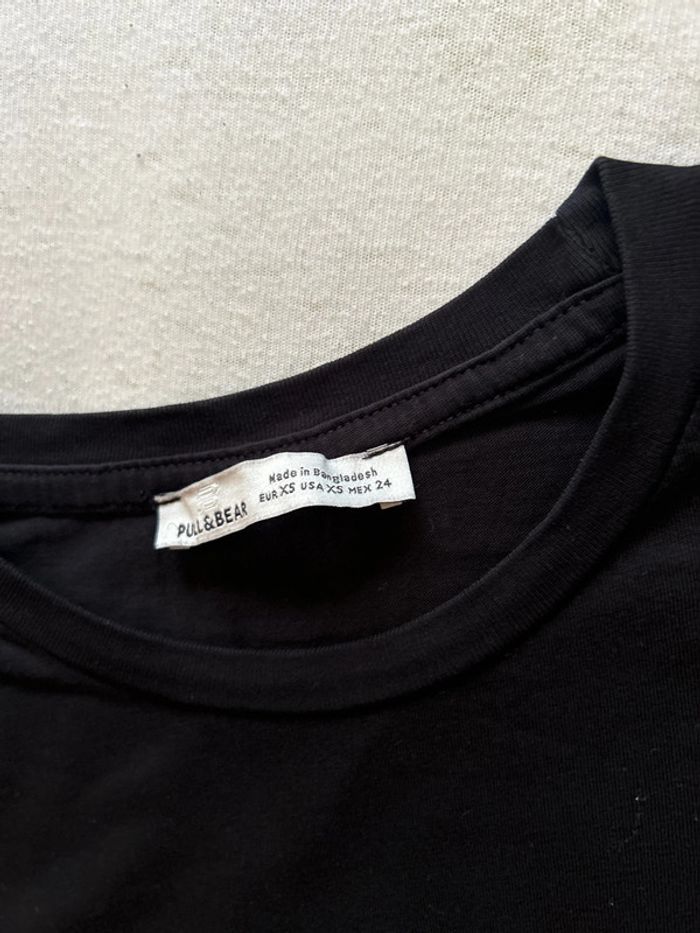 PULL&BEAR
Made in Bangladesh
EUR XS USA XS MEX 24